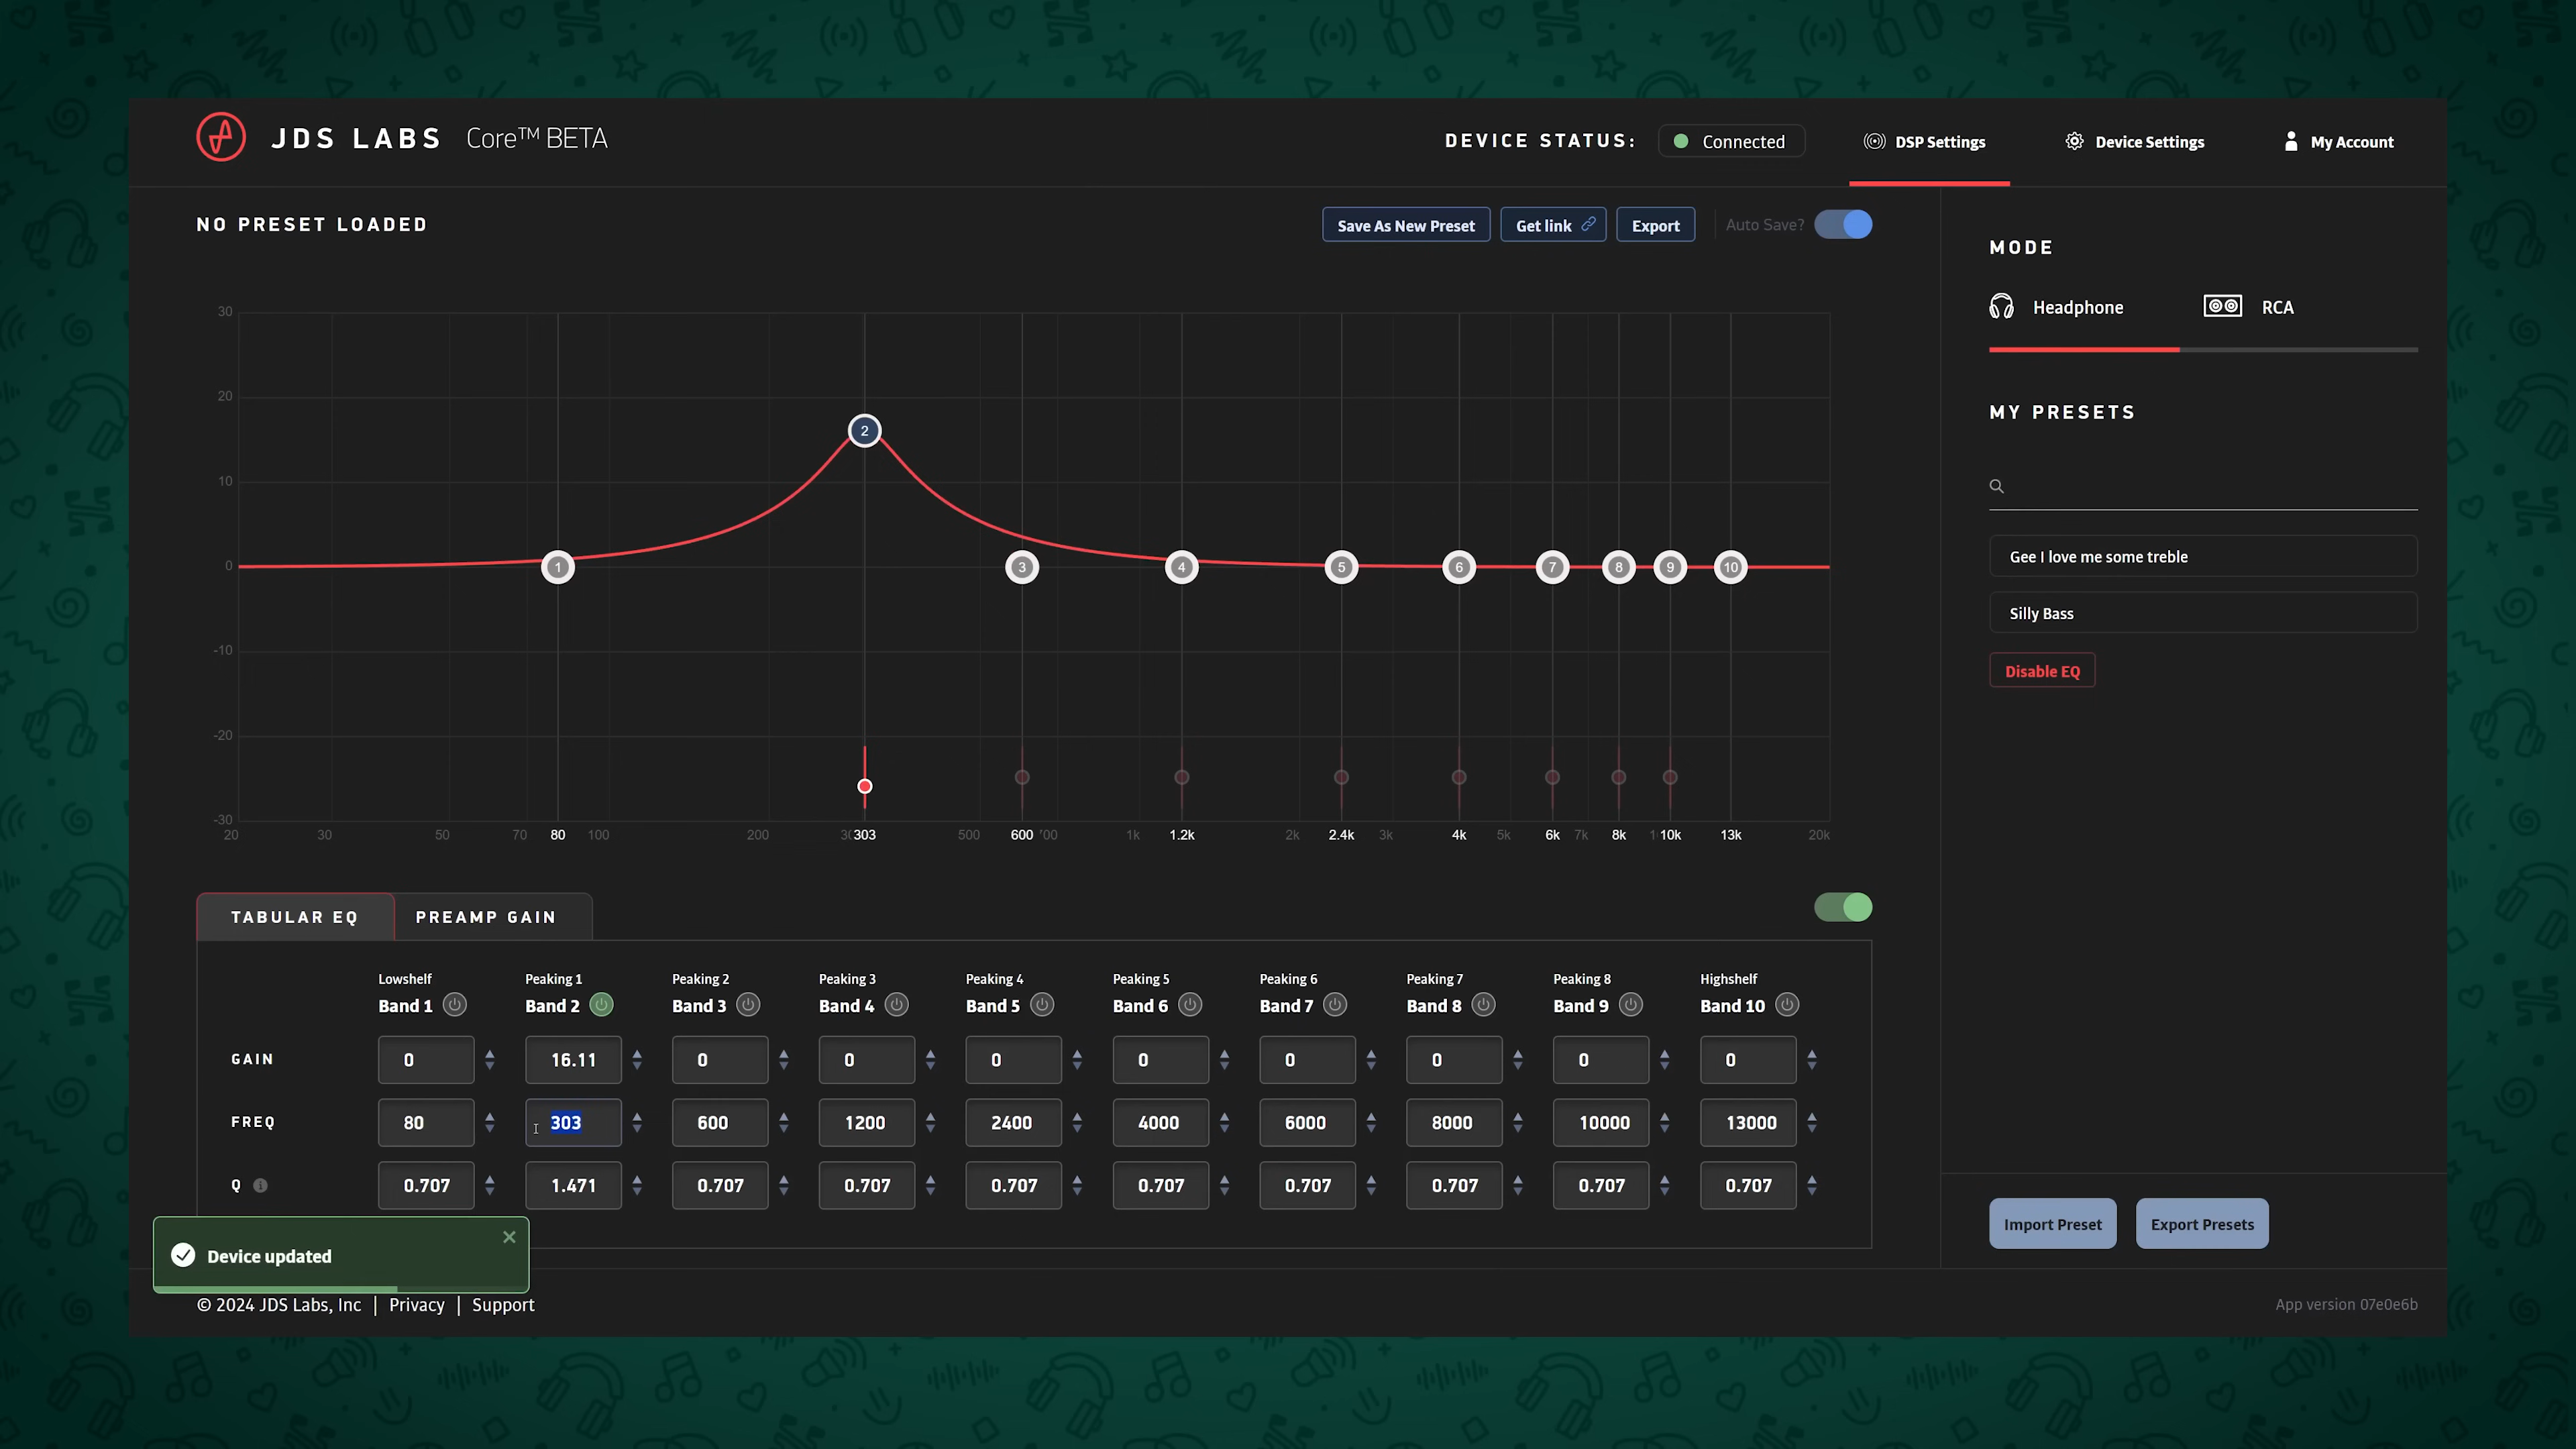 JDS LABS Core™ BETA
DEVICE STATUS: Connected DSP Settings Device Settings My Account
NO PRESET LOADED
Save As New Preset Get link Export Auto Save?
MODE
Headphone RCA
MY PRESETS
Gee I love me some treble
Silly Bass
Disable EQ
30
20
10
0
-10
-20
-30
2
1 3 4 5 6 7 8 9 10
20 30 50 70 80 100 200 303 500 600 1k 1.2k 2k 2.4k 3k 4k 5k 6k 7k 8k 10k 13k 20k
TABULAR EQ PREAMP GAIN
Lowshelf Peaking 1 Peaking 2 Peaking 3 Peaking 4 Peaking 5 Peaking 6 Peaking 7 Peaking 8 Highshelf
Band 1 Band 2 Band 3 Band 4 Band 5 Band 6 Band 7 Band 8 Band 9 Band 10
GAIN 0 16.11 0 0 0 0 0 0 0 0
FREQ 80 303 600 1200 2400 4000 6000 8000 10000 13000
Q 0.707 1.471 0.707 0.707 0.707 0.707 0.707 0.707 0.707 0.707
Import Preset Export Presets
Device updated
© 2024 JDS Labs, Inc | Privacy | Support
App version 07e0e6b